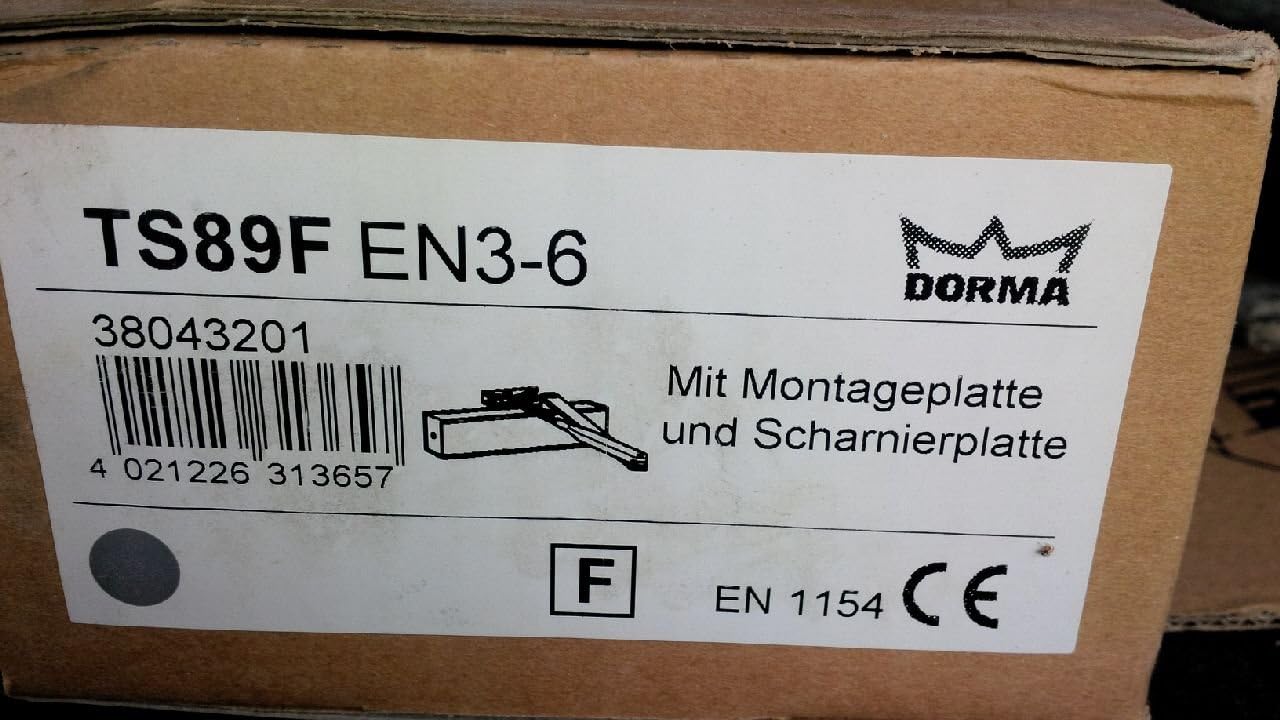 TS89F EN3-6
DORMA
38043201
Mit Montageplatte
und Scharnierplatte
4 021226 313657
F
EN 1154 CE